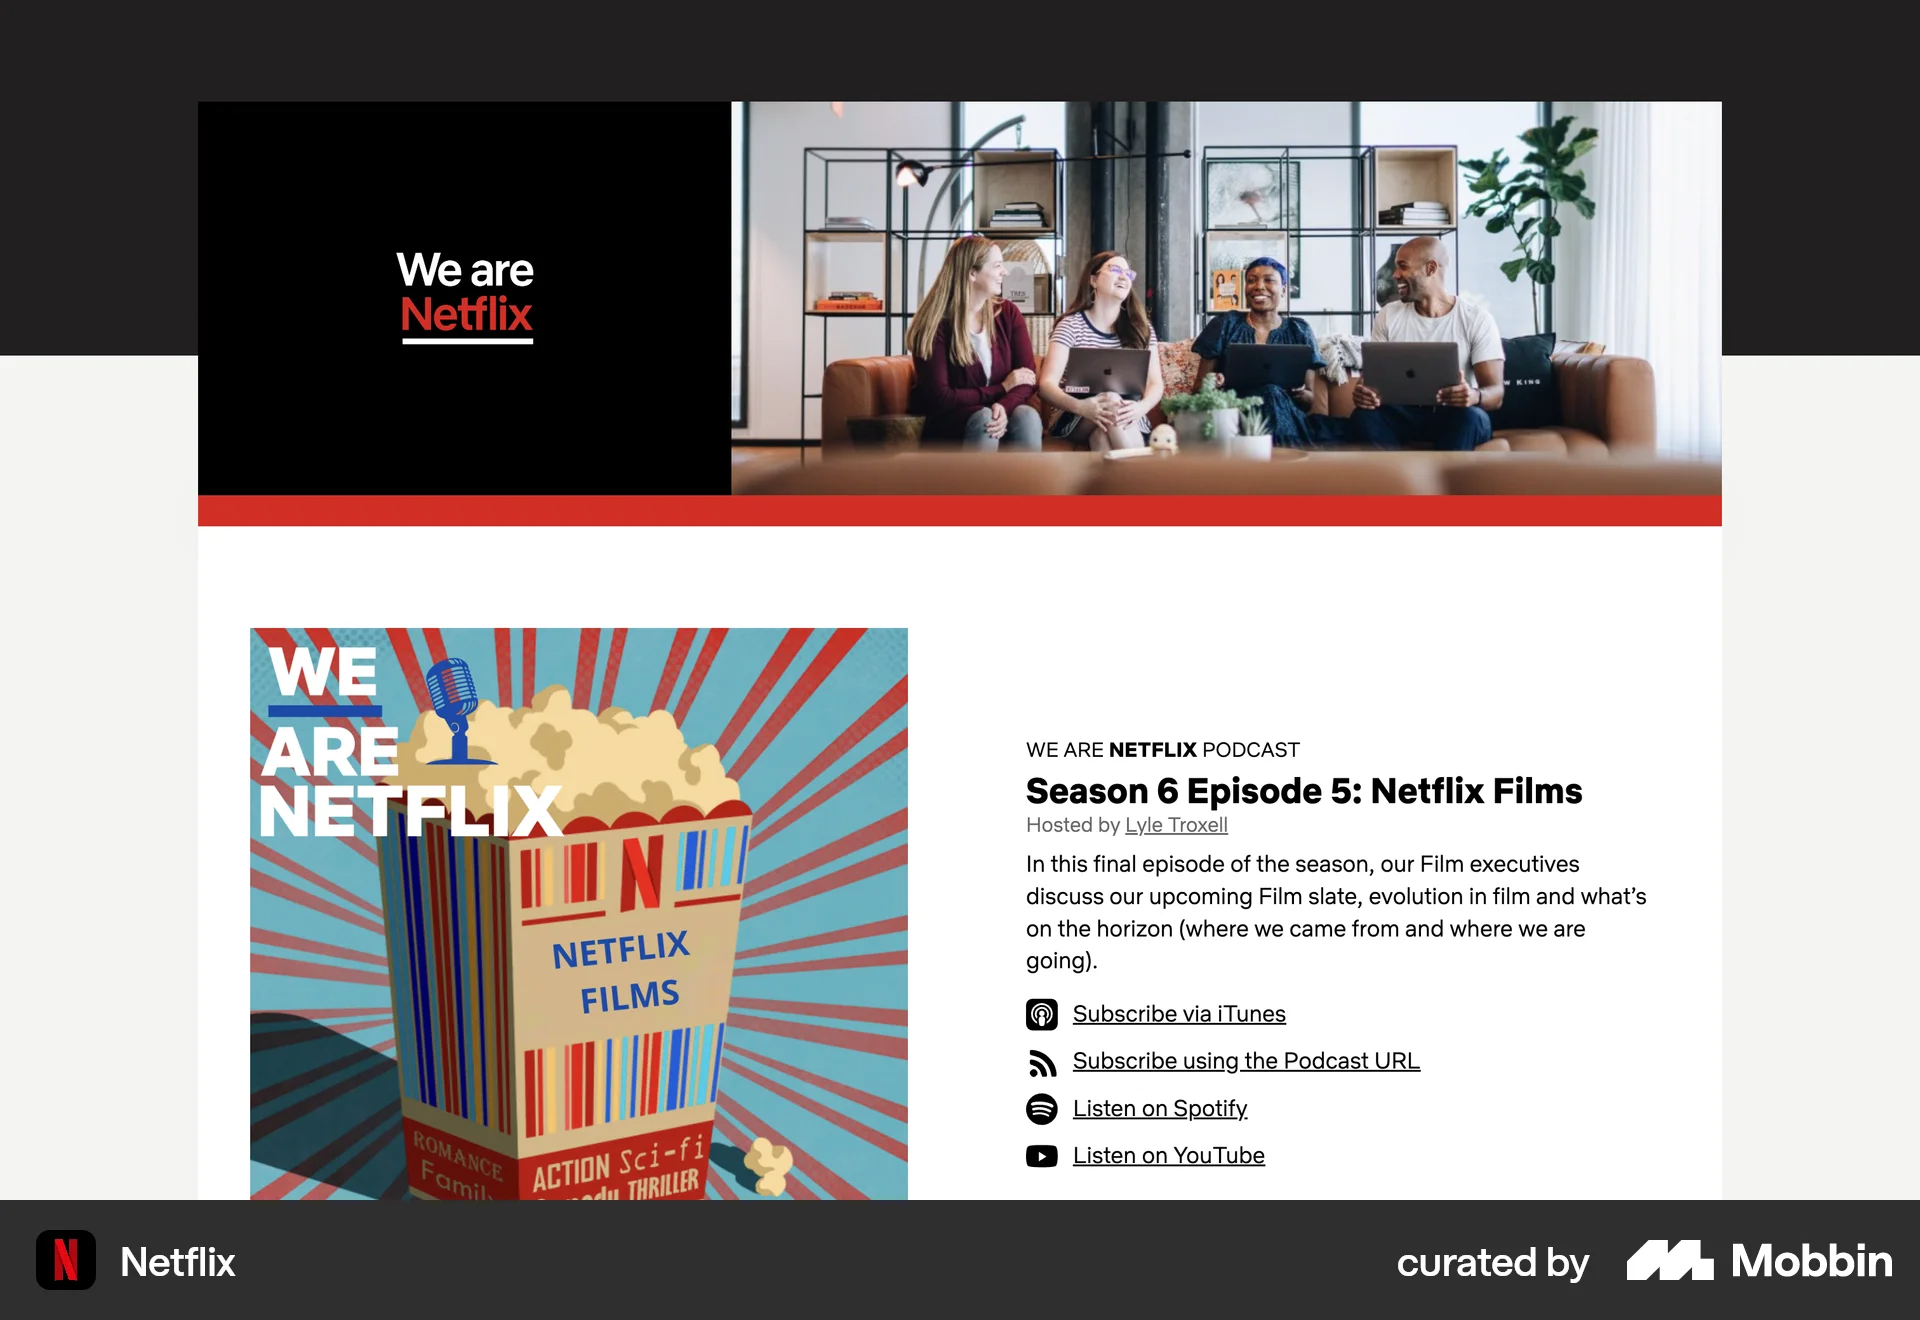 We are
Netflix
W KING
WE
ARE
NETFLIX
N
NETFLIX
FILMS
ROMANCE
ACTION Sci-fi
THRILLER
WE ARE NETFLIX PODCAST
Season 6 Episode 5: Netflix Films
Hosted by Lyle Troxell
In this final episode of the season, our Film executives
discuss our upcoming Film slate, evolution in film and what’s
on the horizon (where we came from and where we are
going).
Subscribe via iTunes
Subscribe using the Podcast URL
Listen on Spotify
Listen on YouTube
N
Netflix
curated by
Mobbin